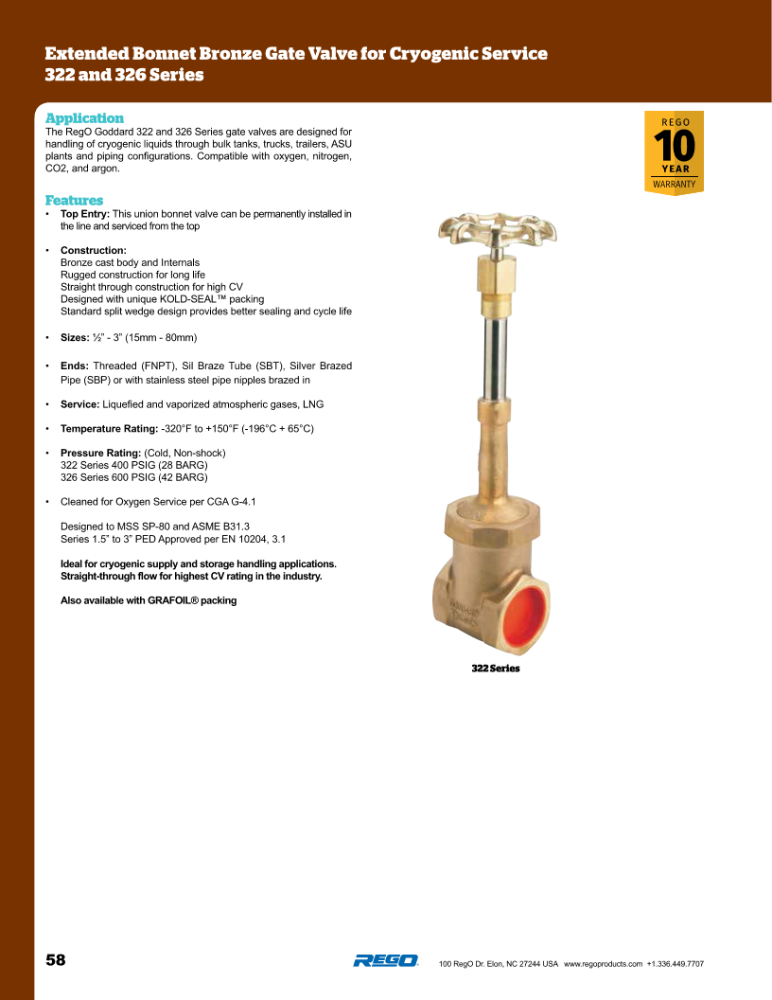 Extended Bonnet Bronze Gate Valve for Cryogenic Service
322 and 326 Series
Application
The RegO Goddard 322 and 326 Series gate valves are designed for
handling of cryogenic liquids through bulk tanks, trucks, trailers, ASU
plants and piping configurations. Compatible with oxygen, nitrogen,
CO2, and argon.
Features
• Top Entry: This union bonnet valve can be permanently installed in
the line and serviced from the top
• Construction:
Bronze cast body and Internals
Rugged construction for long life
Straight through construction for high CV
Designed with unique KOLD-SEAL™ packing
Standard split wedge design provides better sealing and cycle life
• Sizes: ½” - 3” (15mm - 80mm)
• Ends: Threaded (FNPT), Sil Braze Tube (SBT), Silver Brazed
Pipe (SBP) or with stainless steel pipe nipples brazed in
• Service: Liquefied and vaporized atmospheric gases, LNG
• Temperature Rating: -320°F to +150°F (-196°C + 65°C)
• Pressure Rating: (Cold, Non-shock)
322 Series 400 PSIG (28 BARG)
326 Series 600 PSIG (42 BARG)
• Cleaned for Oxygen Service per CGA G-4.1
Designed to MSS SP-80 and ASME B31.3
Series 1.5” to 3” PED Approved per EN 10204, 3.1
Ideal for cryogenic supply and storage handling applications.
Straight-through flow for highest CV rating in the industry.
Also available with GRAFOIL® packing
REGO
10
YEAR
WARRANTY
322 Series
58
REGO
100 RegO Dr. Elon, NC 27244 USA www.regoproducts.com +1.336.449.7707